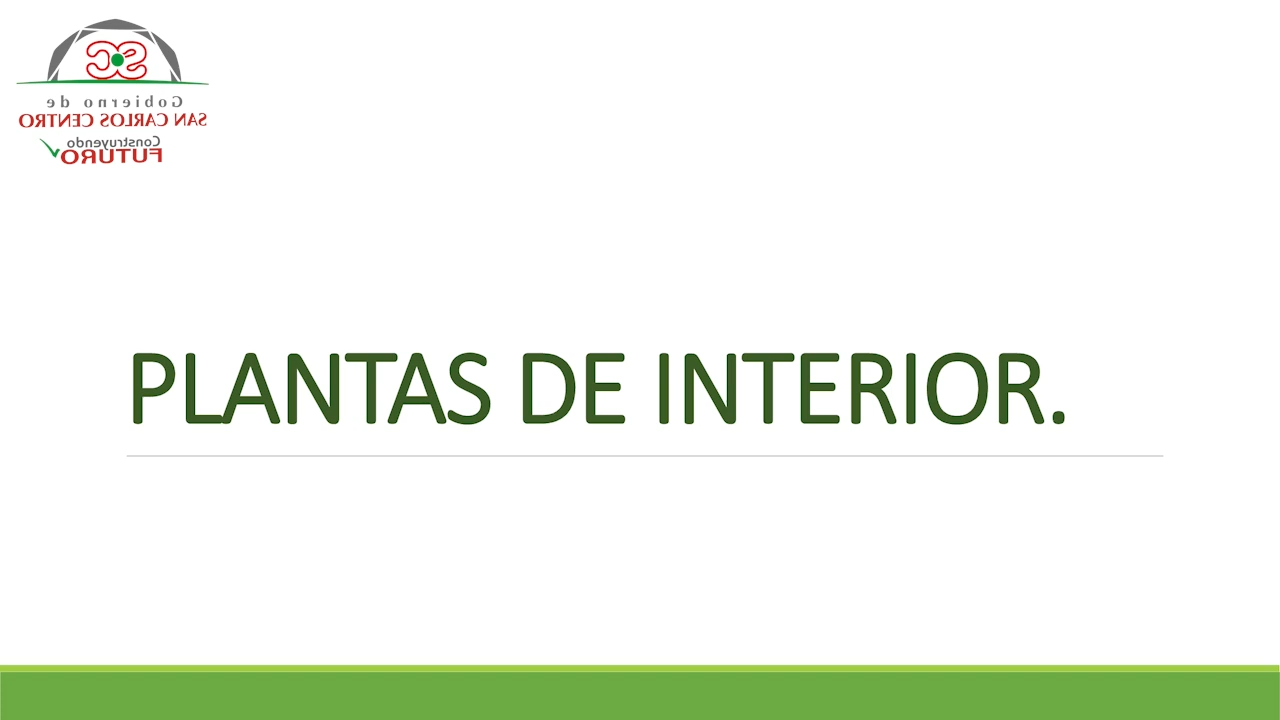 SC
Gobierno de
SAN CARLOS CENTRO
Construyendo
FUTURO
PLANTAS DE INTERIOR.